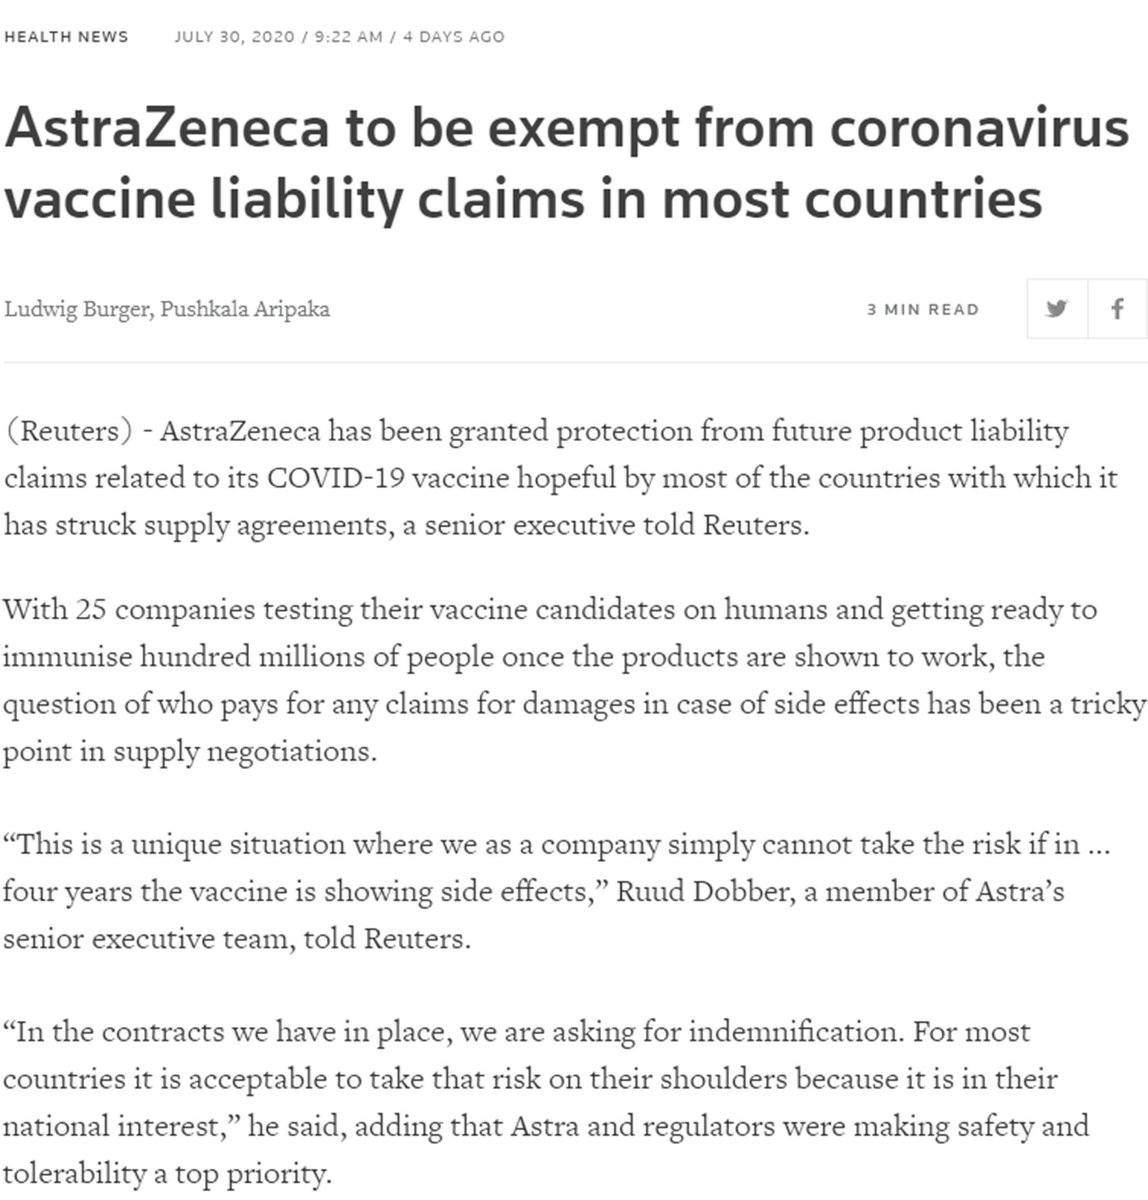 HEALTH NEWS JULY 30, 2020 / 9:22 AM / 4 DAYS AGO
AstraZeneca to be exempt from coronavirus
vaccine liability claims in most countries
Ludwig Burger, Pushkala Aripaka 3 MIN READ
(Reuters) - AstraZeneca has been granted protection from future product liability
claims related to its COVID-19 vaccine hopeful by most of the countries with which it
has struck supply agreements, a senior executive told Reuters.
With 25 companies testing their vaccine candidates on humans and getting ready to
immunise hundred millions of people once the products are shown to work, the
question of who pays for any claims for damages in case of side effects has been a tricky
point in supply negotiations.
“This is a unique situation where we as a company simply cannot take the risk if in ...
four years the vaccine is showing side effects,” Ruud Dobber, a member of Astra’s
senior executive team, told Reuters.
“In the contracts we have in place, we are asking for indemnification. For most
countries it is acceptable to take that risk on their shoulders because it is in their
national interest,” he said, adding that Astra and regulators were making safety and
tolerability a top priority.